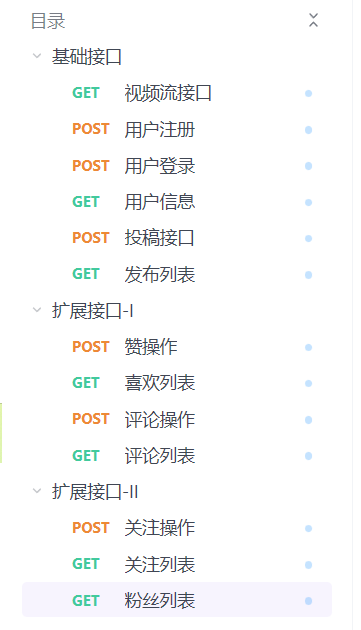 目录
基础接口
GET 视频流接口
POST 用户注册
POST 用户登录
GET 用户信息
POST 投稿接口
GET 发布列表
扩展接口-I
POST 赞操作
GET 喜欢列表
POST 评论操作
GET 评论列表
扩展接口-II
POST 关注操作
GET 关注列表
GET 粉丝列表